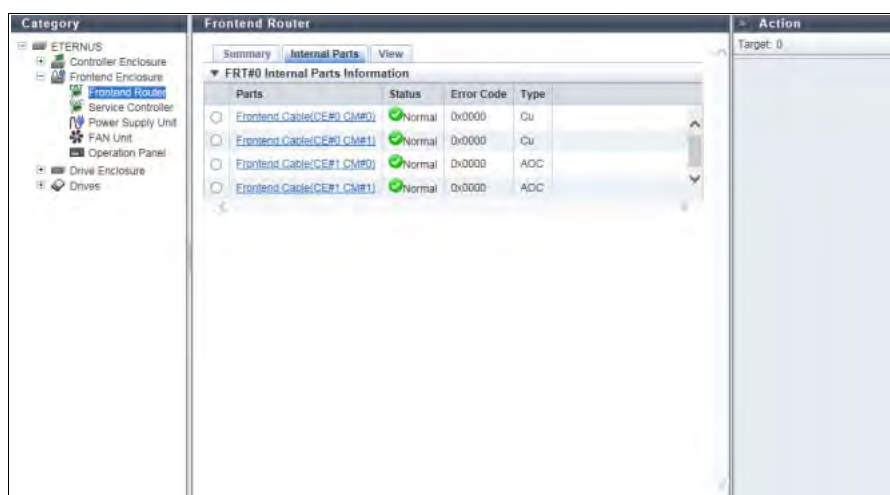 Category
ETERNUS
Controller Enclosure
Frontend Enclosure
Frontend Router
Service Controller
Power Supply Unit
FAN Unit
Operation Panel
Drive Enclosure
Drives
Frontend Router
Summary Internal Parts View
FRT#0 Internal Parts Information
Parts Status Error Code Type
Frontend Cable(CE#0 CM#0) Normal 0x0000 Cu
Frontend Cable(CE#0 CM#1) Normal 0x0000 Cu
Frontend Cable(CE#1 CM#0) Normal 0x0000 AOC
Frontend Cable(CE#1 CM#1) Normal 0x0000 AOC
Action
Target: 0